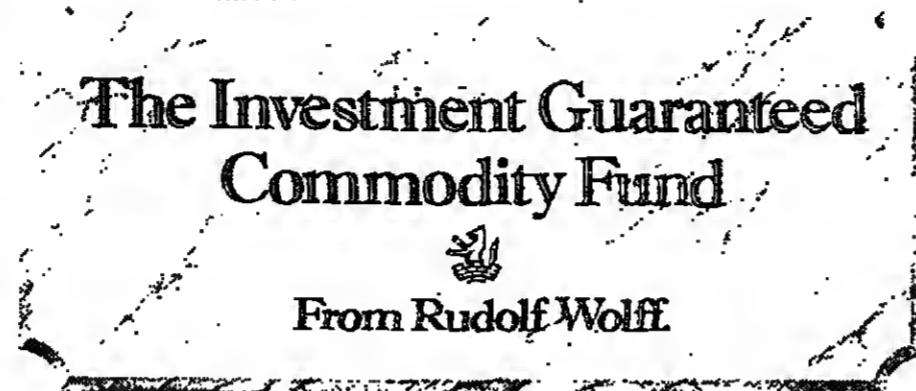 The Investment Guaranteed
Commodity Fund
From Rudolf Wolff.